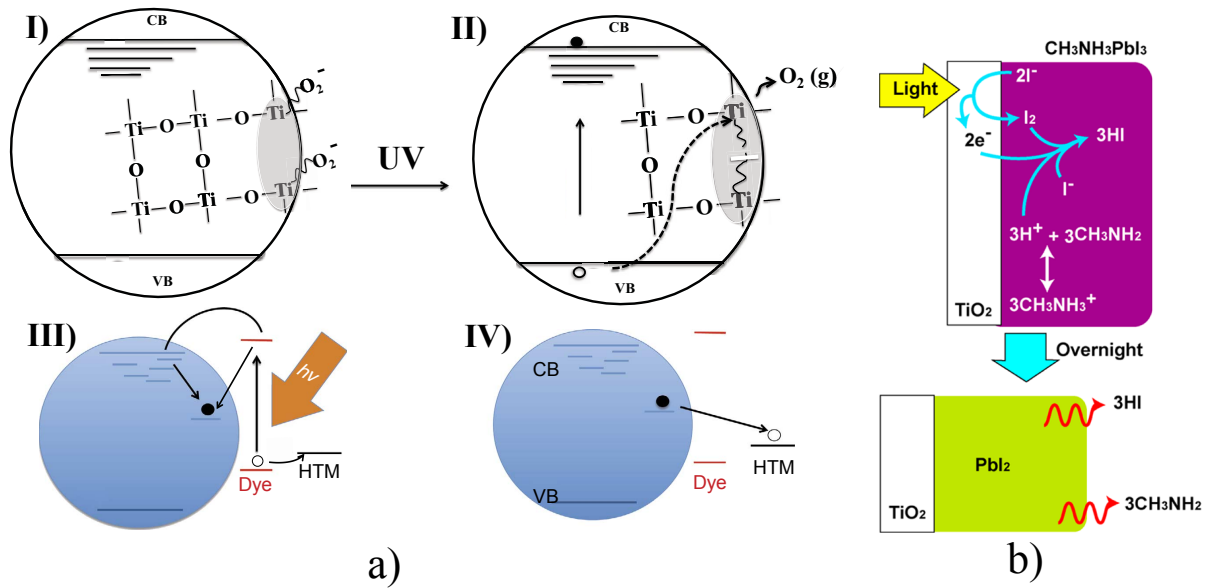 I)
CB
Ti — O — Ti — O — Ti
O₂⁻
O O
O₂⁻
Ti — O — Ti — O — Ti
VB
UV
II)
CB
O₂ (g)
Ti — O — Ti
O
Ti — O — Ti
VB
III)
hν
Dye
HTM
IV)
CB
VB
Dye
HTM
a)
CH3NH3PbI3
Light
2I⁻
I₂
2e⁻
3HI
I⁻
3H⁺ + 3CH3NH2
3CH3NH3⁺
TiO2
Overnight
3HI
PbI2
TiO2
3CH3NH2
b)